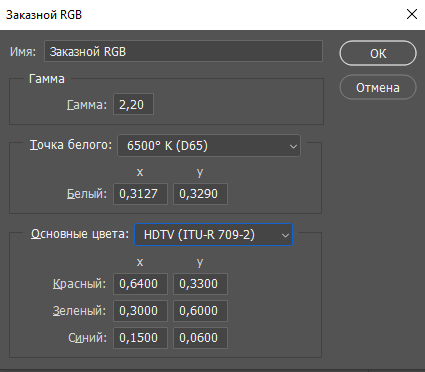 Заказной RGB
Имя: Заказной RGB
OK
Отмена
Гамма
Гамма: 2,20
Точка белого: 6500° K (D65)
x y
Белый: 0,3127 0,3290
Основные цвета: HDTV (ITU-R 709-2)
x y
Красный: 0,6400 0,3300
Зеленый: 0,3000 0,6000
Синий: 0,1500 0,0600